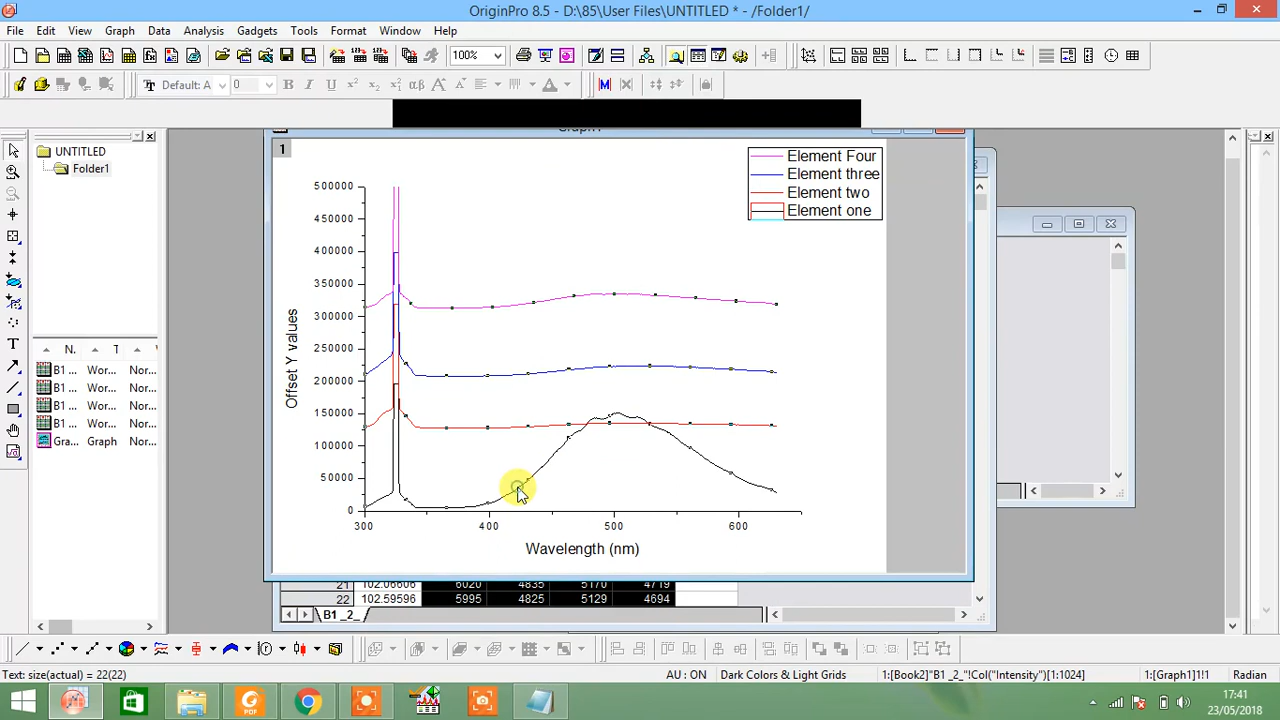 OriginPro 8.5 - D:\85\User Files\UNTITLED * - /Folder1/
File Edit View Graph Data Analysis Gadgets Tools Format Window Help
100%
Default: A 0 B I U
UNTITLED
Folder1
N. T
B1 ... Wor... Nor...
B1 ... Wor... Nor...
B1 ... Wor... Nor...
B1 ... Wor... Nor...
Gra... Graph Nor...
1
Element Four
Element three
Element two
Element one
500000
450000
400000
350000
300000
250000
200000
150000
100000
50000
0
Offset Y values
300 400 500 600
Wavelength (nm)
21 102.06606 6020 4835 5170 4719
22 102.59596 5995 4825 5129 4694
B1 _2_
Text: size(actual) = 22(22)
AU : ON
Dark Colors & Light Grids
1:[Book2]"B1 _2_"!Col("Intensity")[1:1024]
1:[Graph1]1!1
Radian
PDF
17:41
23/05/2018